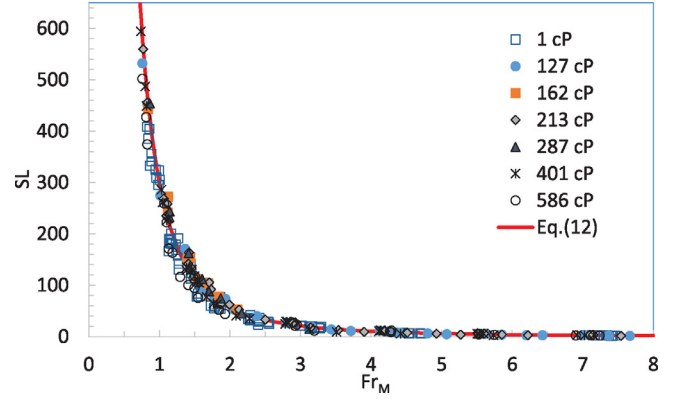 600
500
400
300
200
100
0
SL
0 1 2 3 4 5 6 7 8
Fr_M
1 cP
127 cP
162 cP
213 cP
287 cP
401 cP
586 cP
Eq.(12)